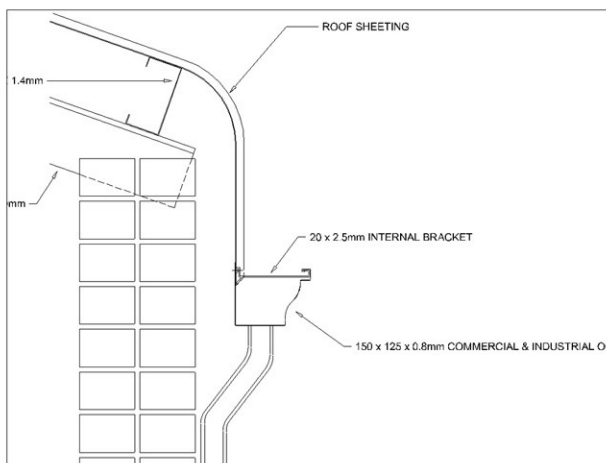 ROOF SHEETING
1.4mm
mm
20 x 2.5mm INTERNAL BRACKET
150 x 125 x 0.8mm COMMERCIAL & INDUSTRIAL O